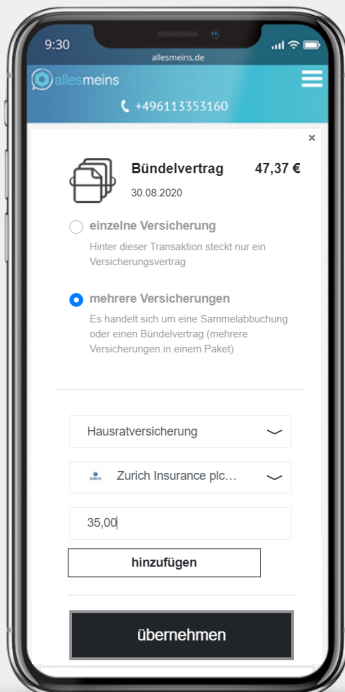 9:30
allesmeins.de
allesmeins
+496113353160
×
Bündelvertrag 47,37 €
30.08.2020
einzelne Versicherung
Hinter dieser Transaktion steckt nur ein
Versicherungsvertrag
mehrere Versicherungen
Es handelt sich um eine Sammelabbuchung
oder einen Bündelvertrag (mehrere
Versicherungen in einem Paket)
Hausratversicherung
Zurich Insurance plc...
35,00
hinzufügen
übernehmen